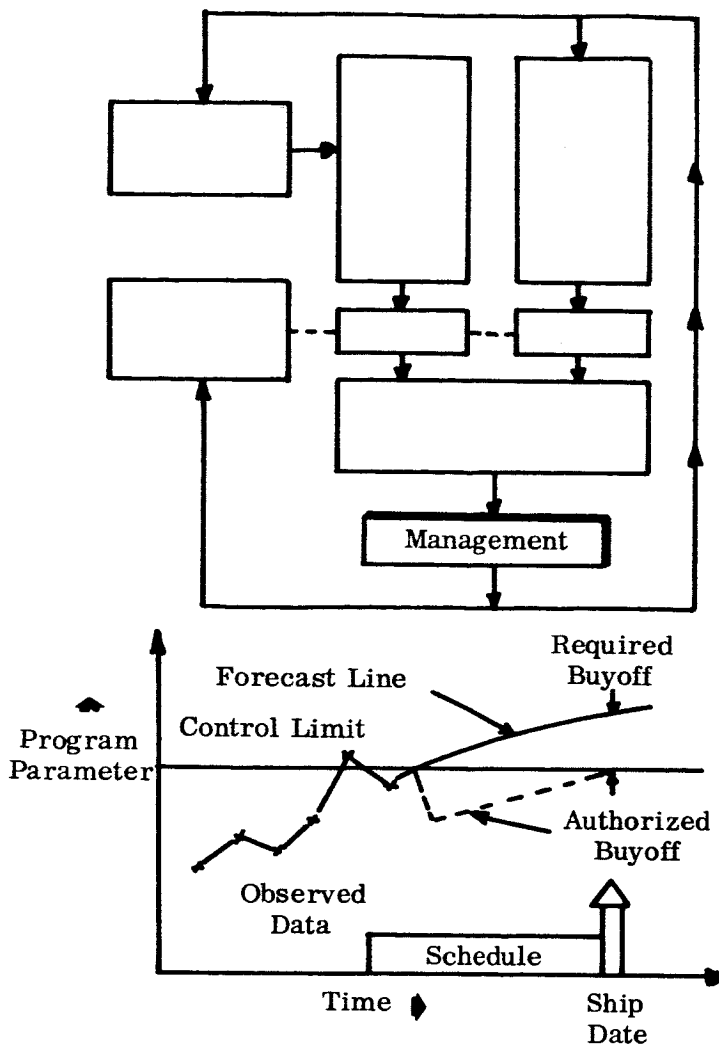 Management
Required
Buyoff
Forecast Line
Control Limit
Program
Parameter
Authorized
Buyoff
Observed
Data
Schedule
Time
Ship
Date